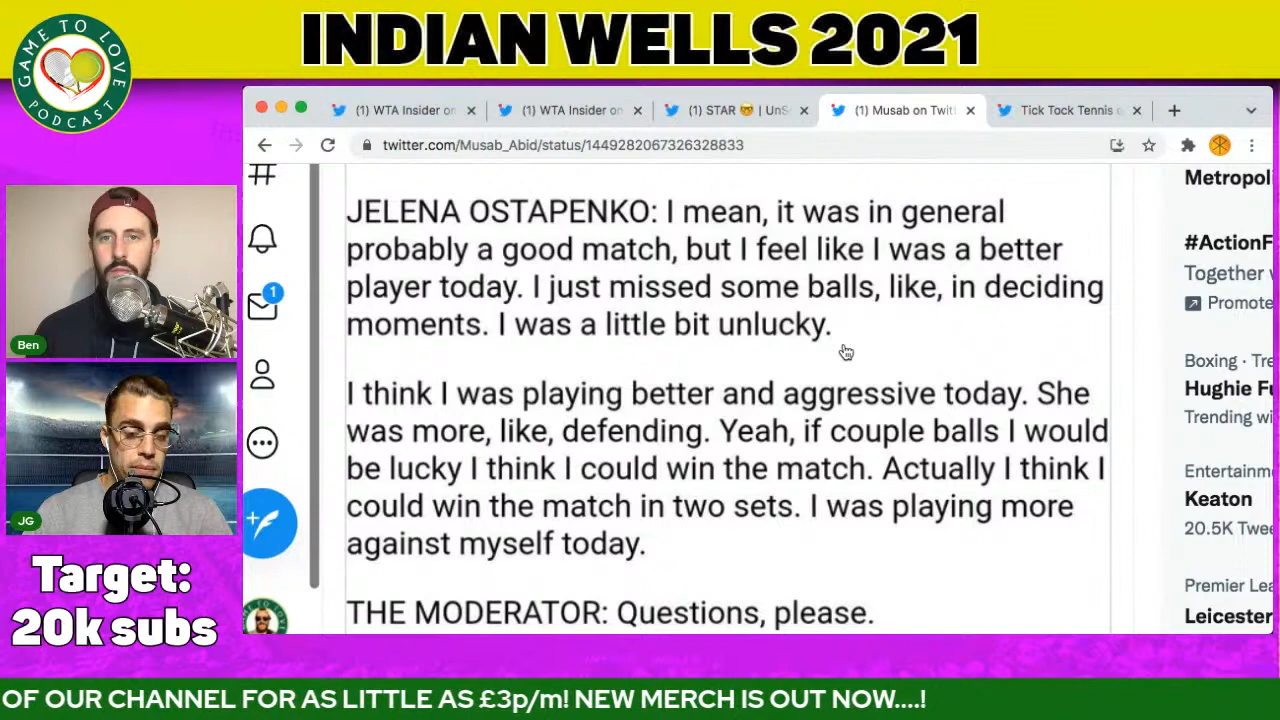 INDIAN WELLS 2021
GAME TO LOVE
PODCAST
(1) WTA Insider on
(1) WTA Insider on
(1) STAR 🤓 | UnS
(1) Musab on Twitt
Tick Tock Tennis o
twitter.com/Musab_Abid/status/1449282067326328833
1
JELENA OSTAPENKO: I mean, it was in general
probably a good match, but I feel like I was a better
player today. I just missed some balls, like, in deciding
moments. I was a little bit unlucky.
I think I was playing better and aggressive today. She
was more, like, defending. Yeah, if couple balls I would
be lucky I think I could win the match. Actually I think I
could win the match in two sets. I was playing more
against myself today.
THE MODERATOR: Questions, please.
Metropoli
#ActionF
Together w
Promote
Boxing · Tre
Hughie Fu
Trending wi
Entertainme
Keaton
20.5K Twee
Premier Lea
Leicester
Ben
JG
Target:
20k subs
OF OUR CHANNEL FOR AS LITTLE AS £3p/m! NEW MERCH IS OUT NOW....!